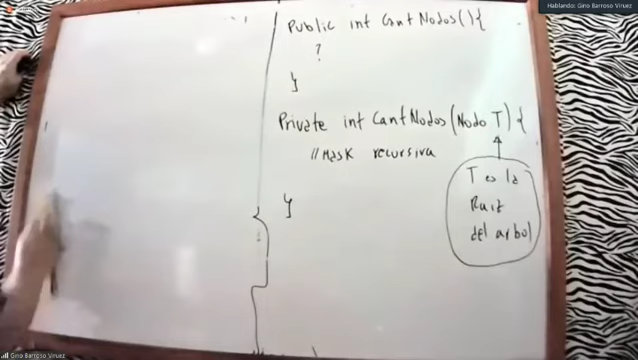 Hablando: Gino Barroso Viruez
Public int CantNodos(){
?
}
Private int CantNodos(Nodo T){
//Mask recursiva
T es la
Raiz
del arbol
}
Gino Barroso Viruez